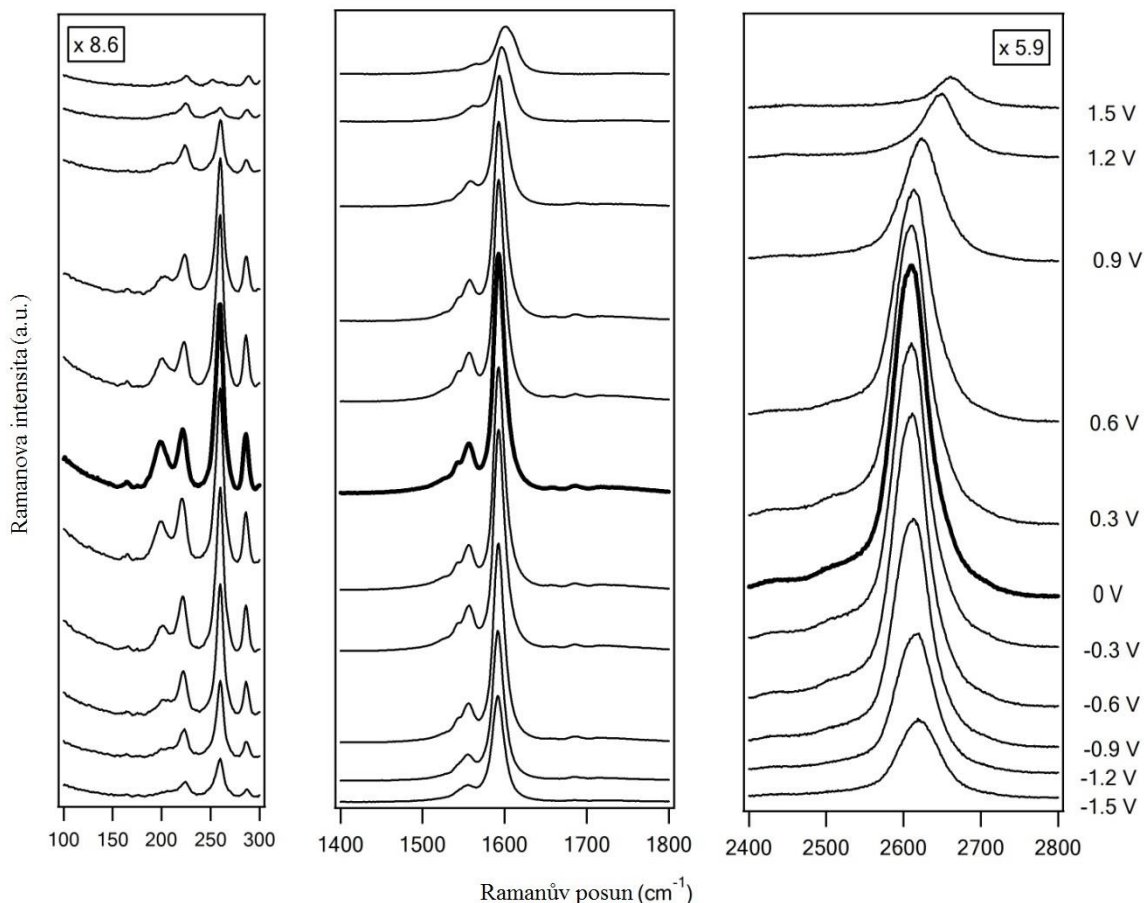 x 8.6
x 5.9
1.5 V
1.2 V
0.9 V
0.6 V
0.3 V
0 V
-0.3 V
-0.6 V
-0.9 V
-1.2 V
-1.5 V
Ramanova intensita (a.u.)
100 150 200 250 300
1400 1500 1600 1700 1800
2400 2500 2600 2700 2800
Ramanův posun (cm⁻¹)